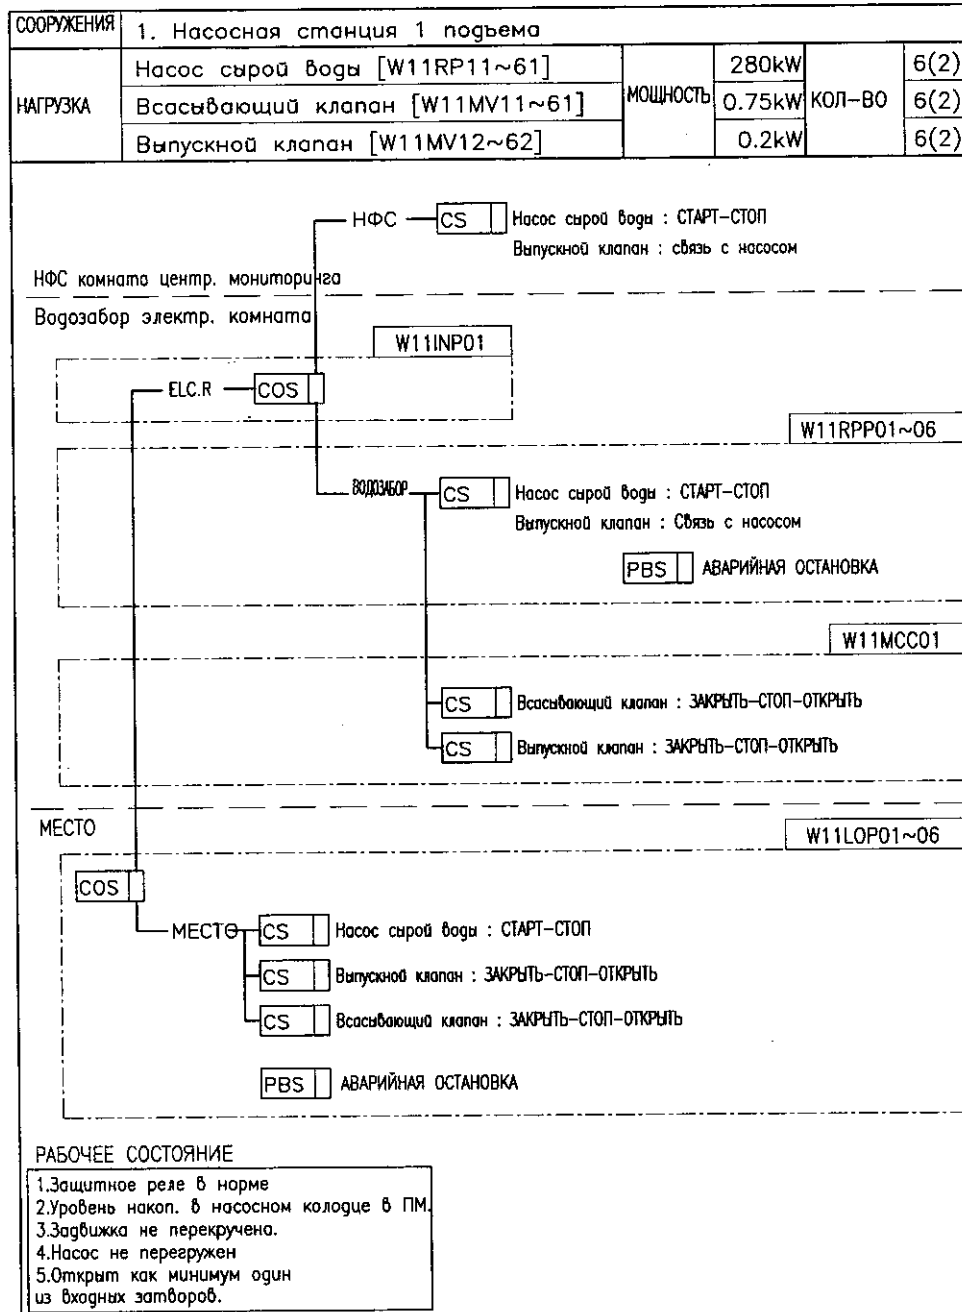 СООРУЖЕНИЯ 1. Насосная станция 1 подъема
НАГРУЗКА
Насос сырой воды [W11RP11~61] 280kW 6(2)
Всасывающий клапан [W11MV11~61] МОЩНОСТЬ 0.75kW КОЛ-ВО 6(2)
Выпускной клапан [W11MV12~62] 0.2kW 6(2)
НФС CS Насос сырой воды : СТАРТ-СТОП
Выпускной клапан : связь с насосом
НФС комната центр. мониторинга
Водозабор электр. комната
W11INP01
ELC.R COS
W11RPP01~06
ВОДОЗАБОР CS Насос сырой воды : СТАРТ-СТОП
Выпускной клапан : Связь с насосом
PBS АВАРИЙНАЯ ОСТАНОВКА
W11MCC01
CS Всасывающий клапан : ЗАКРЫТЬ-СТОП-ОТКРЫТЬ
CS Выпускной клапан : ЗАКРЫТЬ-СТОП-ОТКРЫТЬ
МЕСТО
W11LOP01~06
COS
МЕСТО CS Насос сырой воды : СТАРТ-СТОП
CS Выпускной клапан : ЗАКРЫТЬ-СТОП-ОТКРЫТЬ
CS Всасывающий клапан : ЗАКРЫТЬ-СТОП-ОТКРЫТЬ
PBS АВАРИЙНАЯ ОСТАНОВКА
РАБОЧЕЕ СОСТОЯНИЕ
1.Защитное реле в норме
2.Уровень накоп. в насосном колодце в ПМ.
3.Задвижка не перекручена.
4.Насос не перегружен
5.Открыт как минимум один
из входных затворов.